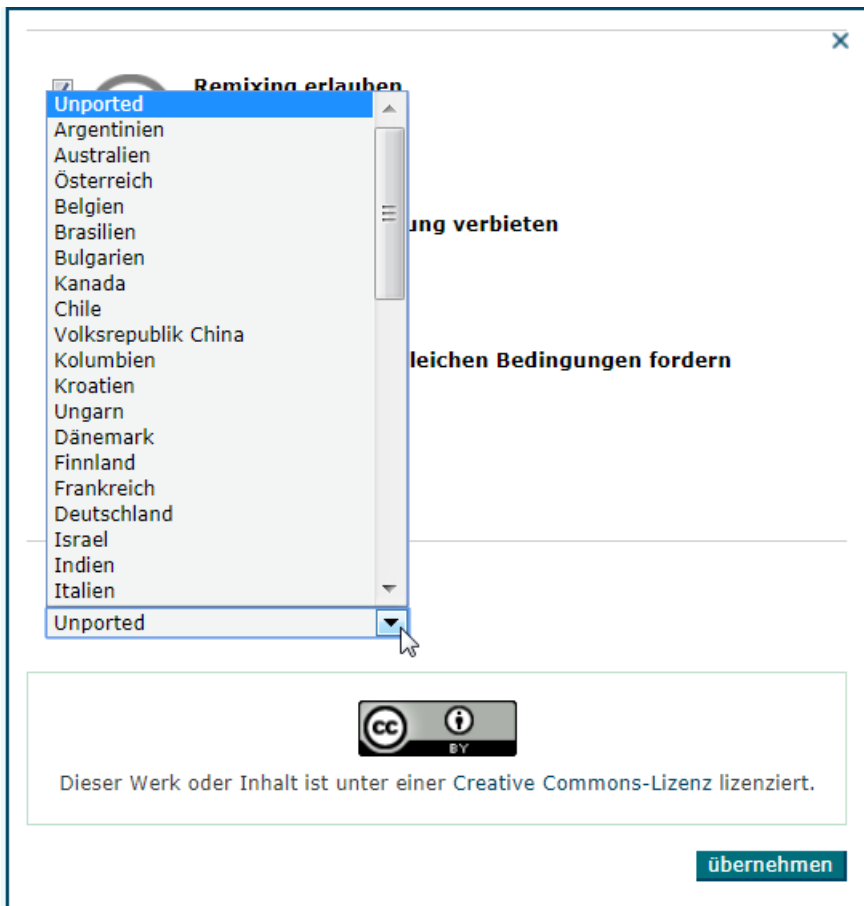 Remixing erlauben
Unported
Argentinien
Australien
Österreich
Belgien
Brasilien
ung verbieten
Bulgarien
Kanada
Chile
Volksrepublik China
Kolumbien
leichen Bedingungen fordern
Kroatien
Ungarn
Dänemark
Finnland
Frankreich
Deutschland
Israel
Indien
Italien
Unported
cc
BY
Dieser Werk oder Inhalt ist unter einer Creative Commons-Lizenz lizenziert.
übernehmen